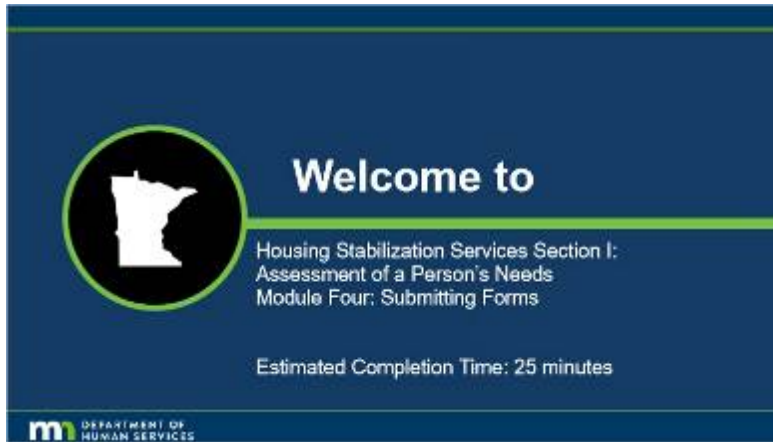 Welcome to
Housing Stabilization Services Section I:
Assessment of a Person's Needs
Module Four: Submitting Forms
Estimated Completion Time: 25 minutes
mn DEPARTMENT OF
HUMAN SERVICES